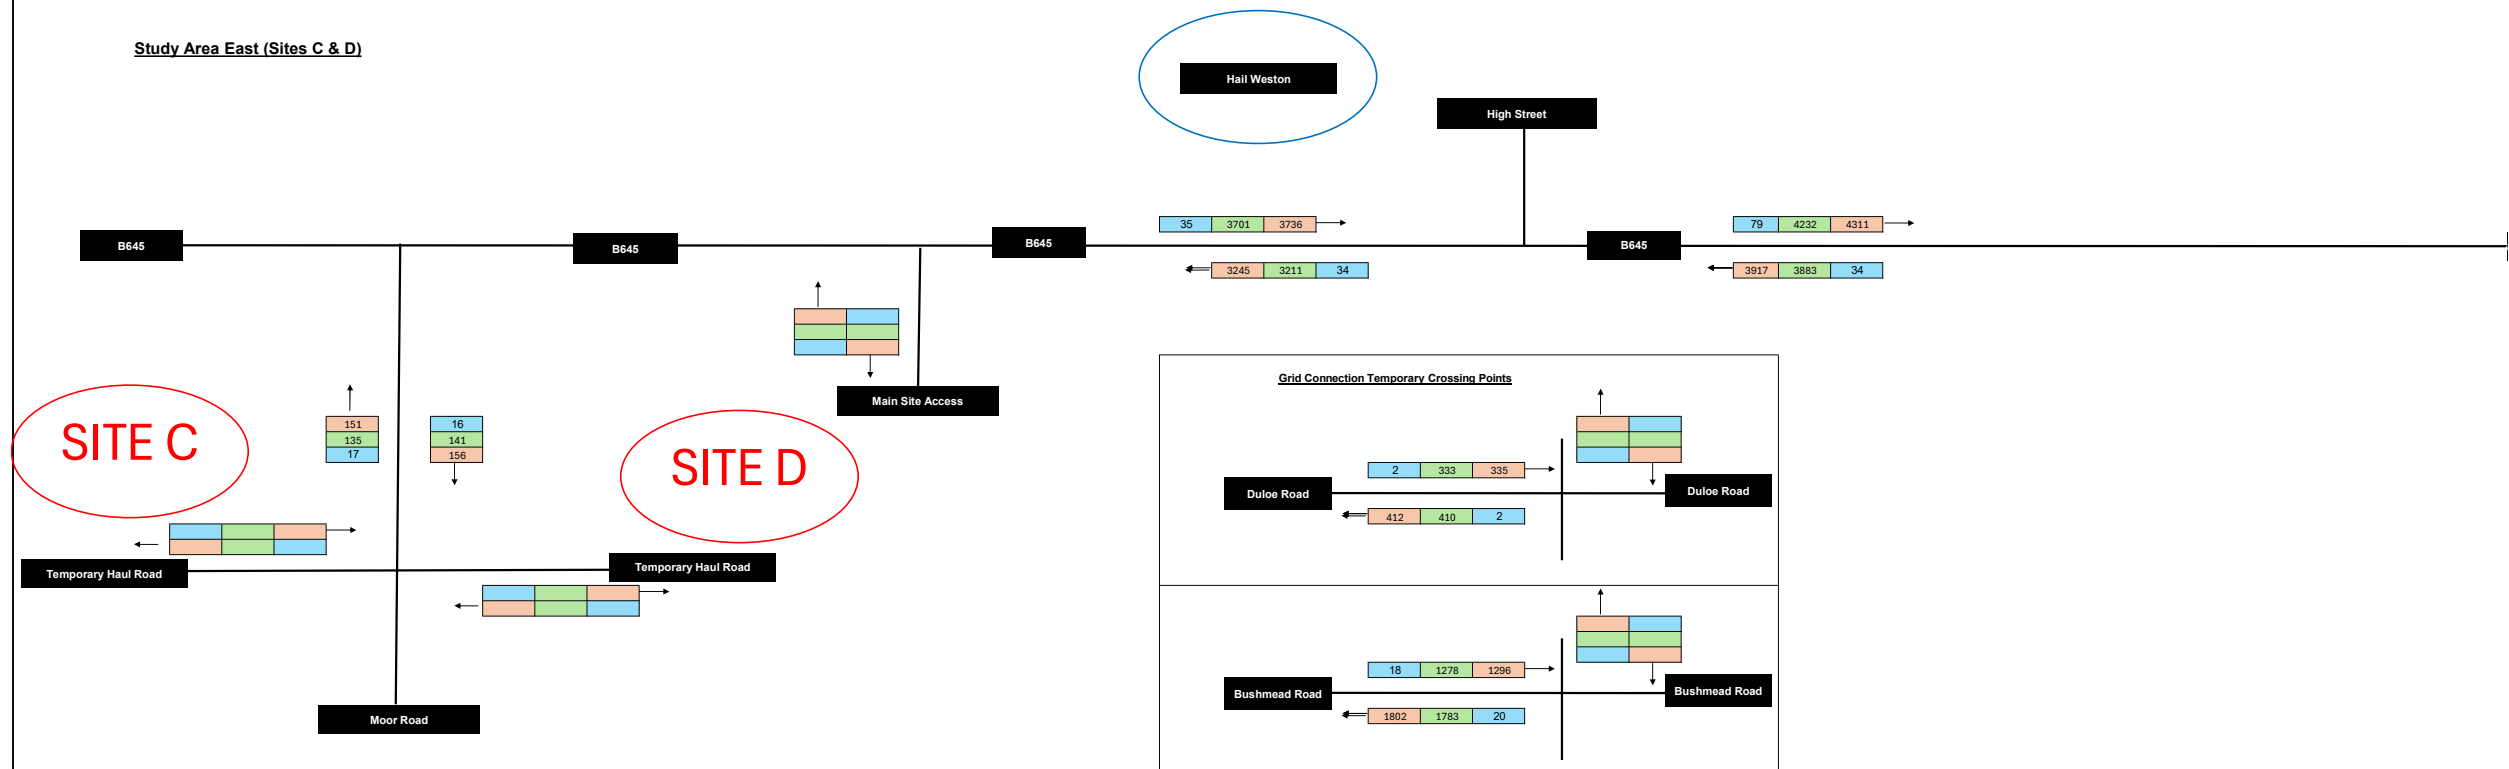 Study Area East (Sites C & D)
Hail Weston
High Street
35 3701 3736
79 4232 4311
B645
B645
B645
B645
3245 3211 34
3917 3883 34
Main Site Access
Grid Connection Temporary Crossing Points
SITE C
151
135
17
16
141
156
SITE D
2 333 335
Duloe Road
Duloe Road
412 410 2
Temporary Haul Road
Temporary Haul Road
18 1278 1296
Bushmead Road
Bushmead Road
1802 1783 20
Moor Road